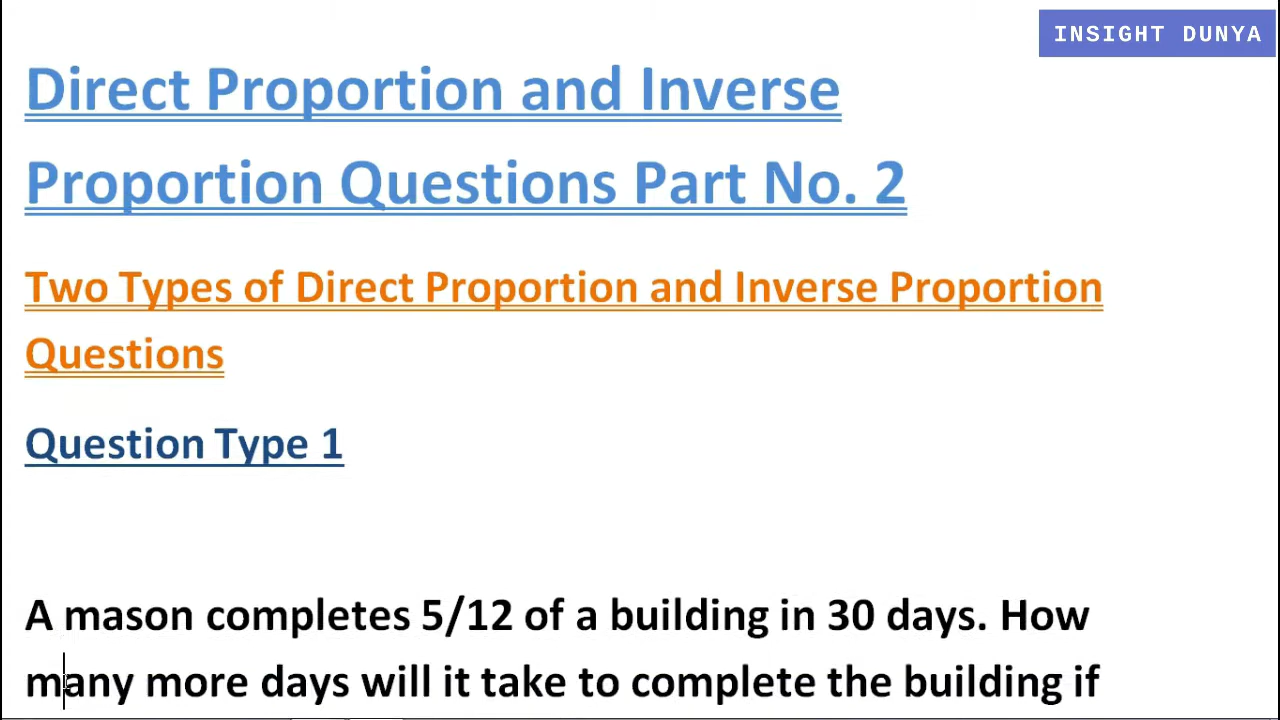 INSIGHT DUNYA
Direct Proportion and Inverse
Proportion Questions Part No. 2
Two Types of Direct Proportion and Inverse Proportion
Questions
Question Type 1
A mason completes 5/12 of a building in 30 days. How
many more days will it take to complete the building if